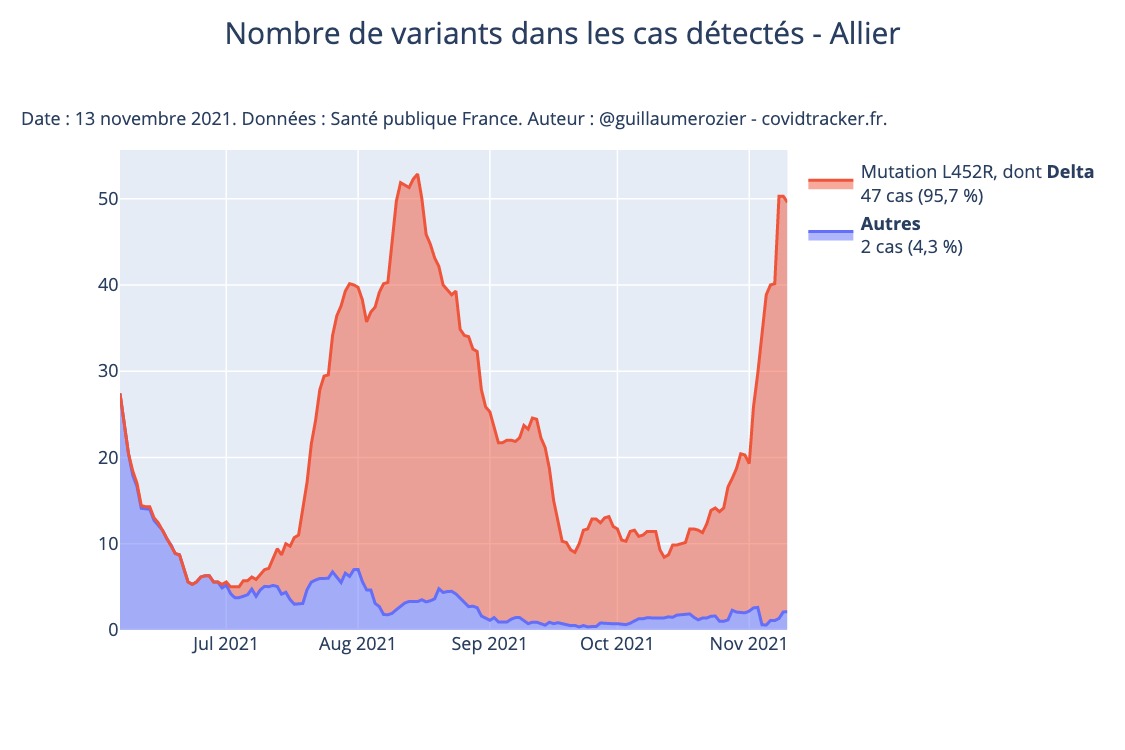 Nombre de variants dans les cas détectés - Allier
Date : 13 novembre 2021. Données : Santé publique France. Auteur : @guillaumerozier - covidtracker.fr.
Mutation L452R, dont Delta
47 cas (95,7 %)
Autres
2 cas (4,3 %)
50
40
30
20
10
0
Jul 2021
Aug 2021
Sep 2021
Oct 2021
Nov 2021